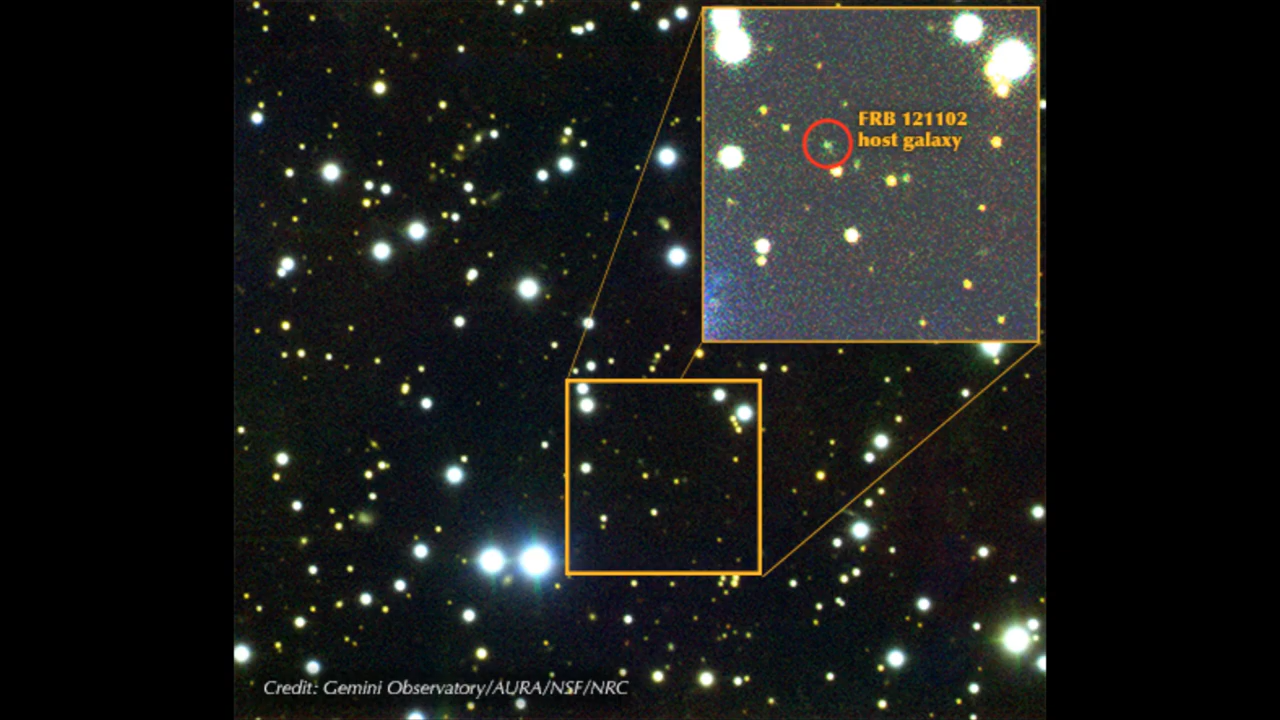 FRB 121102
host galaxy
Credit: Gemini Observatory/AURA/NSF/NRC